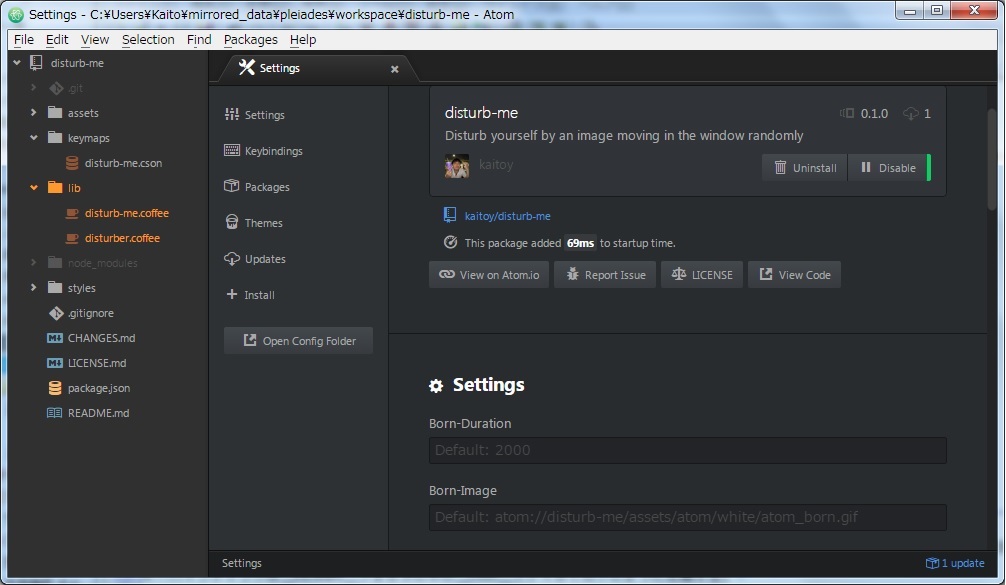 Settings - C:¥Users¥Kaito¥mirrored_data¥pleiades¥workspace¥disturb-me - Atom
File Edit View Selection Find Packages Help
disturb-me
.git
assets
keymaps
disturb-me.cson
lib
disturb-me.coffee
disturber.coffee
node_modules
styles
.gitignore
CHANGES.md
LICENSE.md
package.json
README.md
Settings
Settings
Keybindings
Packages
Themes
Updates
Install
Open Config Folder
disturb-me 0.1.0 1
Disturb yourself by an image moving in the window randomly
kaitoy Uninstall Disable
kaitoy/disturb-me
This package added 69ms to startup time.
View on Atom.io Report Issue LICENSE View Code
Settings
Born-Duration
Default: 2000
Born-Image
Default: atom://disturb-me/assets/atom/white/atom_born.gif
Settings 1 update